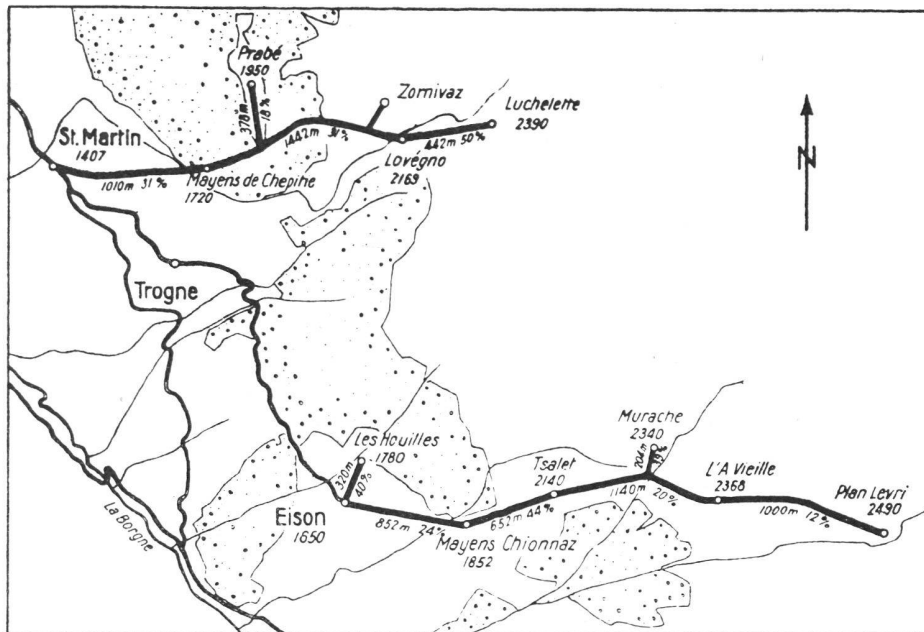 Prabé
1950
378m 18%
Zomivaz
Luchelette
2390
1442m 31%
442m 50%
Lovégno
2169
St. Martin
1407
1010m 31%
Mayens de Chepihe
1720
N
Trogne
La Borgne
Les Houilles
1780
320m 40%
Eison
1650
852m 24%
Mayens Chionnaz
1852
652m 44%
Tsalet
2140
Murache
2340
204m 19%
1140m 20%
L'A Vieille
2368
1000m 12%
Plan Levri
2490